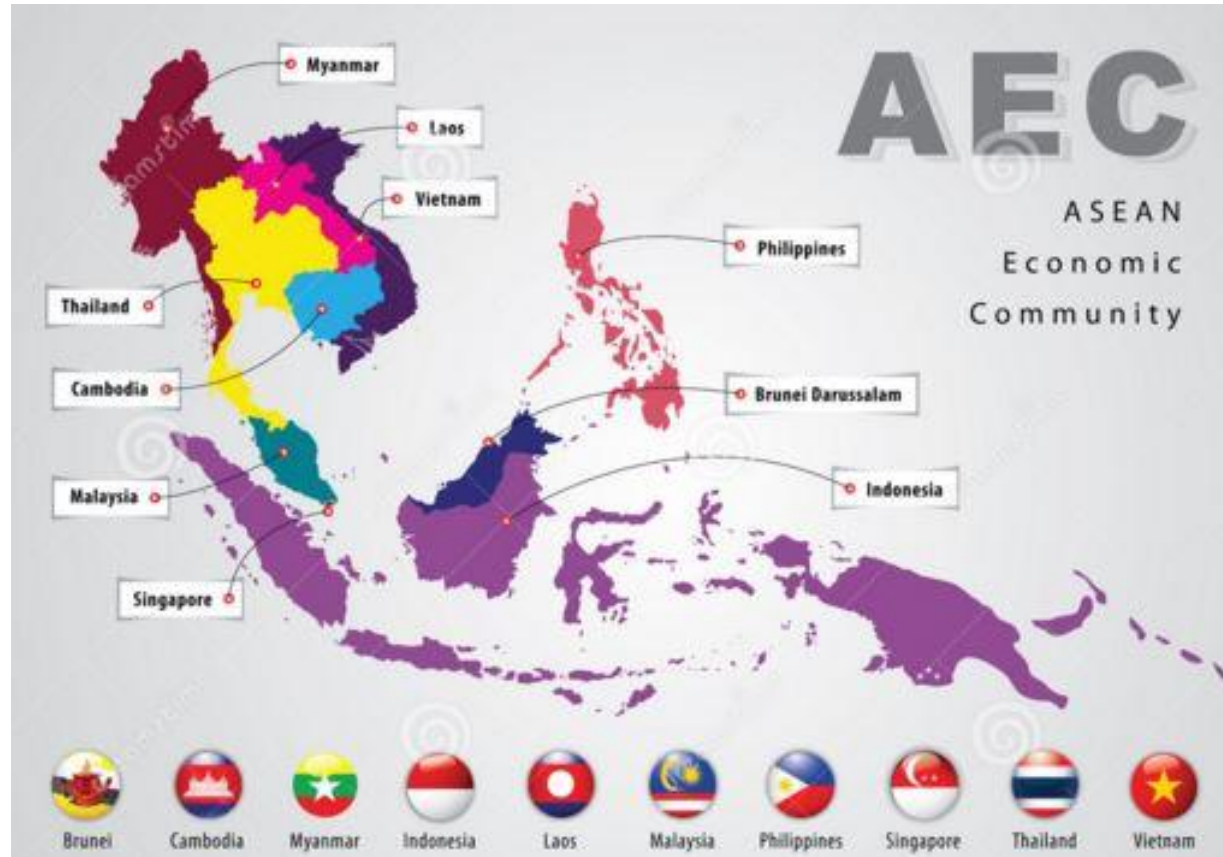 AEC
ASEAN
Economic
Community
Myanmar
Laos
Vietnam
Philippines
Thailand
Cambodia
Brunei Darussalam
Malaysia
Indonesia
Singapore
Brunei
Cambodia
Myanmar
Indonesia
Laos
Malaysia
Philippines
Singapore
Thailand
Vietnam